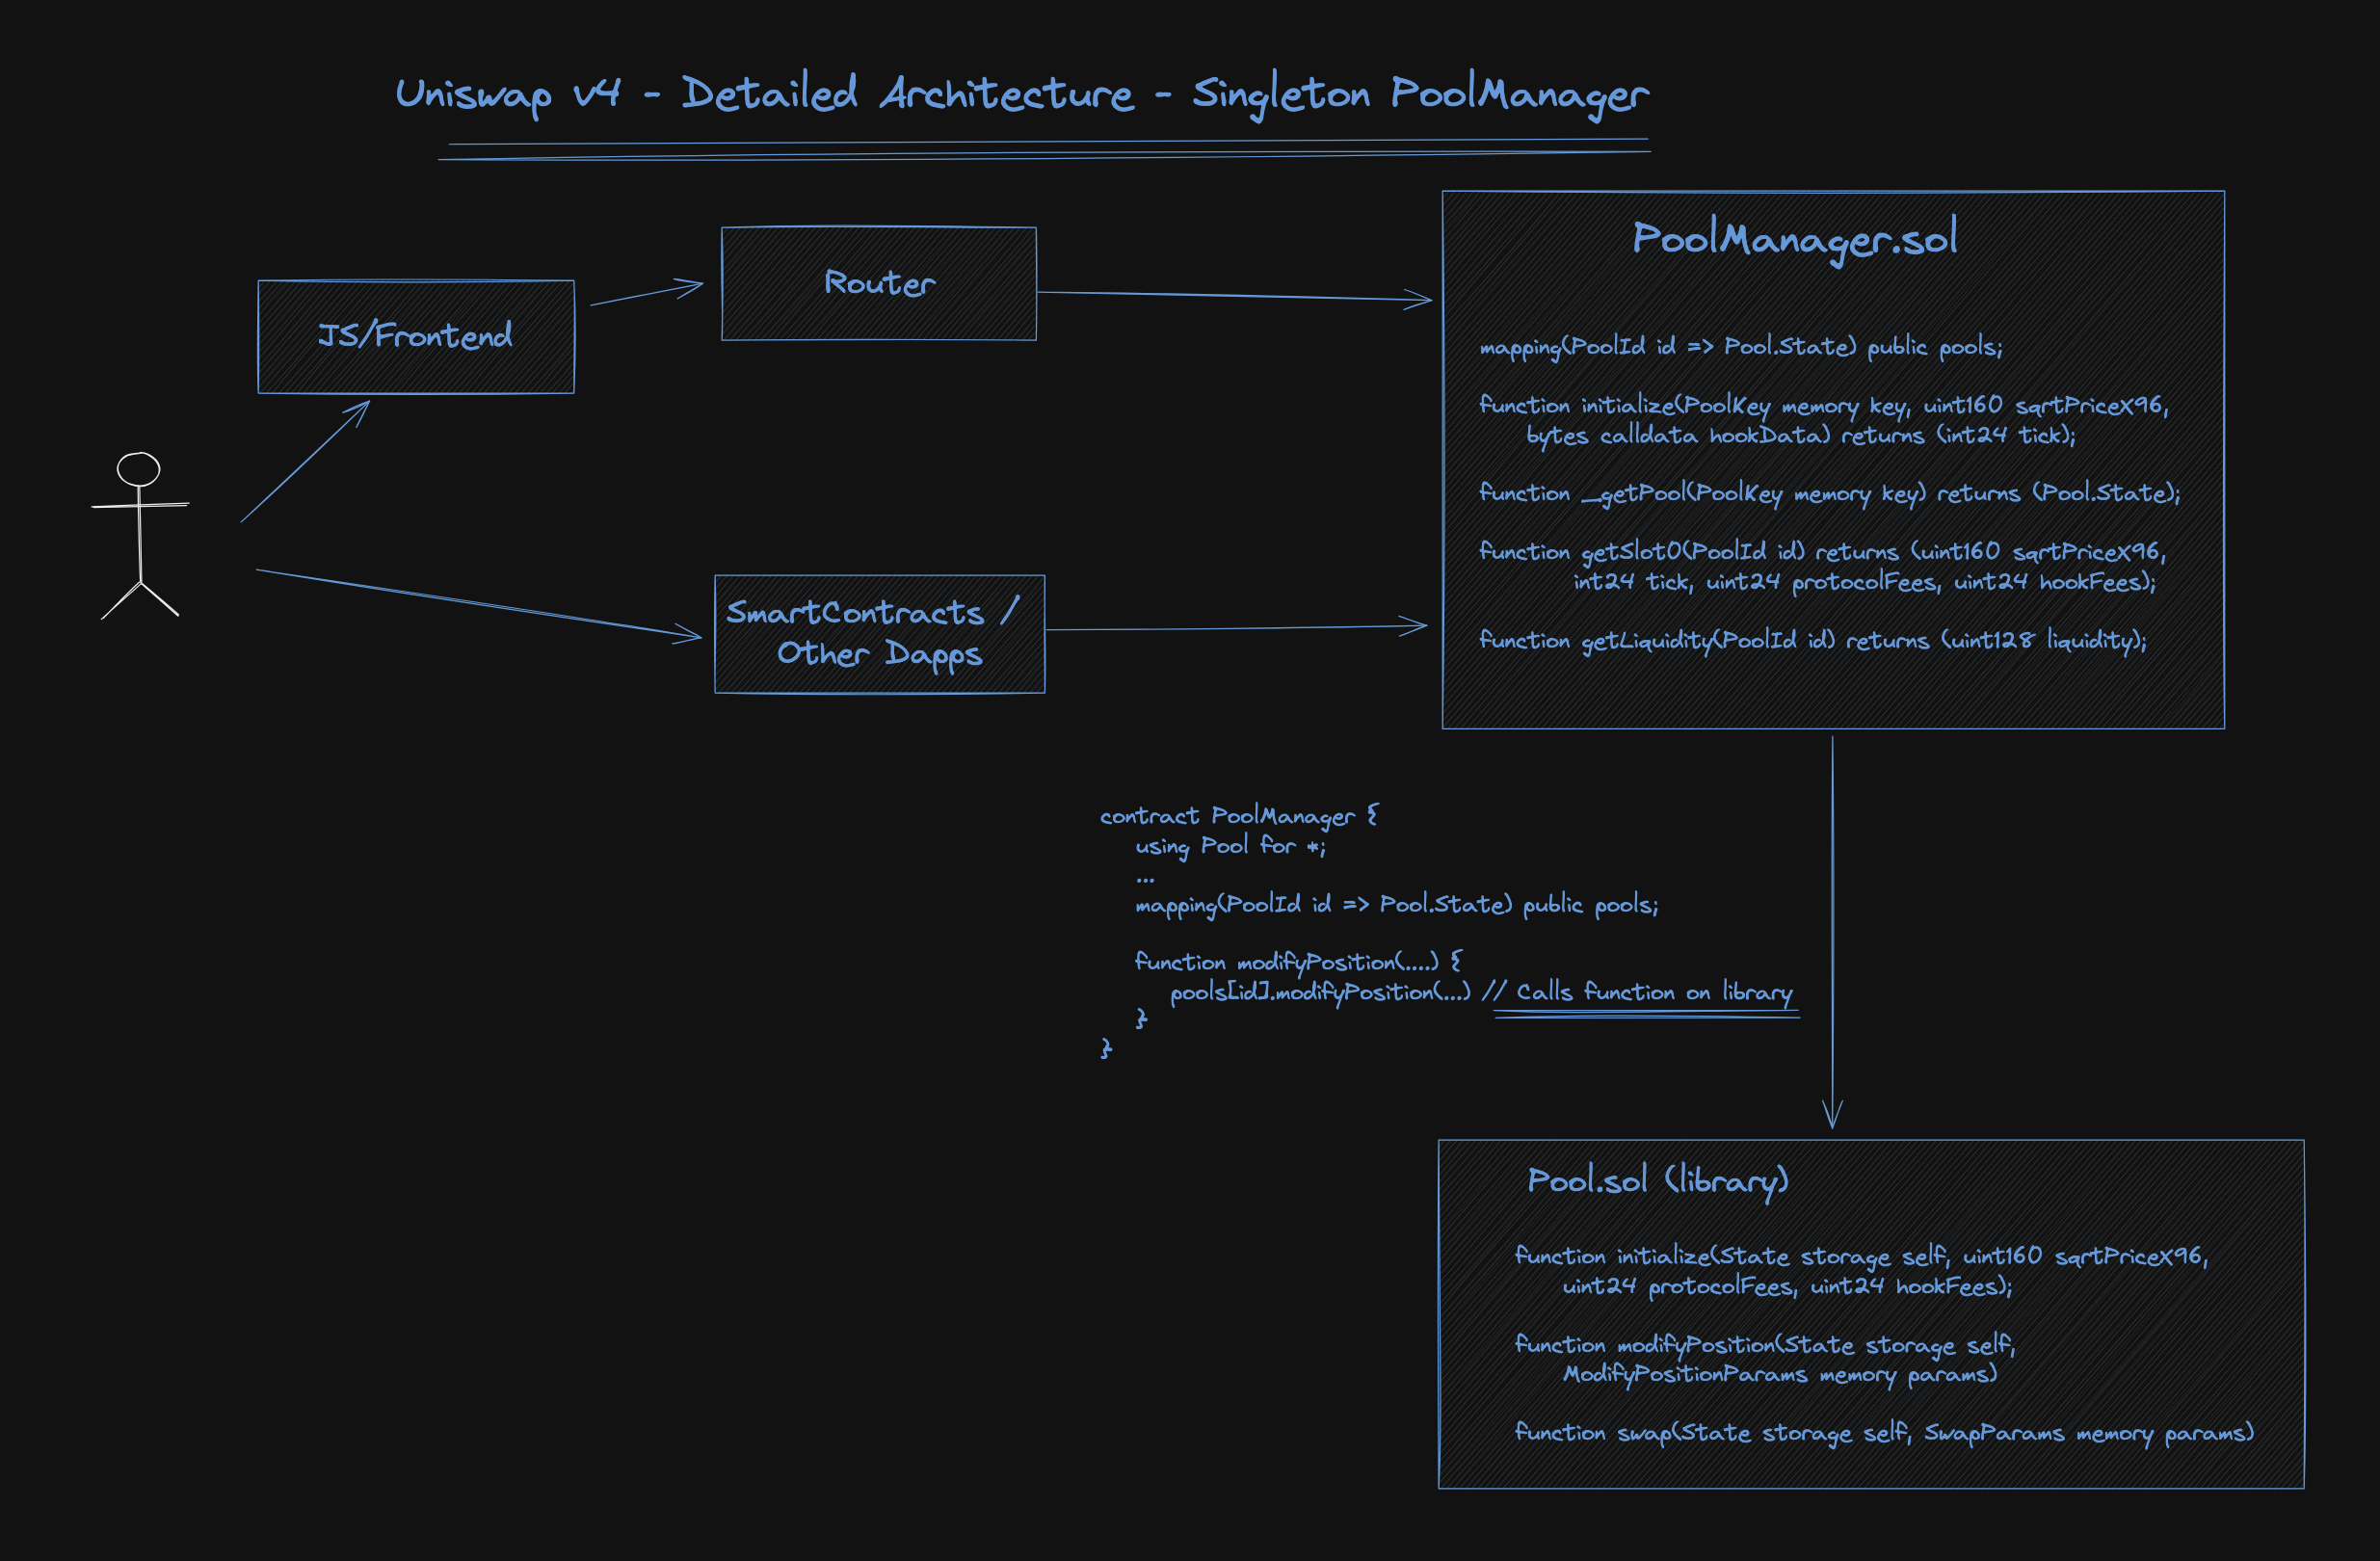 Uniswap v4 - Detailed Architecture - Singleton PoolManager
JS/Frontend
Router
SmartContracts /
Other Dapps
PoolManager.sol
mapping(PoolId id => Pool.State) public pools;
function initialize(PoolKey memory key, uint160 sqrtPriceX96,
bytes calldata hookData) returns (int24 tick);
function _getPool(PoolKey memory key) returns (Pool.State);
function getSlot0(PoolId id) returns (uint160 sqrtPriceX96,
int24 tick, uint24 protocolFees, uint24 hookFees);
function getLiquidity(PoolId id) returns (uint128 liquidity);
contract PoolManager {
using Pool for *;
...
mapping(PoolId id => Pool.State) public pools;
function modifyPosition(....) {
pools[id].modifyPosition(...) // Calls function on library
}
}
Pool.sol (library)
function initialize(State storage self, uint160 sqrtPriceX96,
uint24 protocolFees, uint24 hookFees);
function modifyPosition(State storage self,
ModifyPositionParams memory params)
function swap(State storage self, SwapParams memory params)